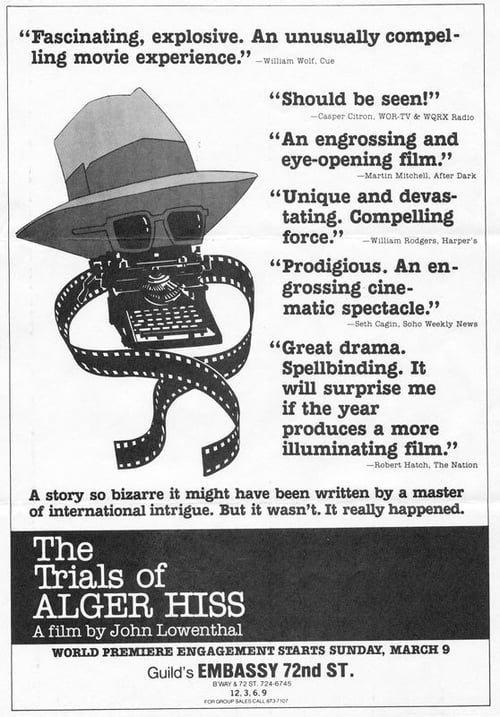 “Fascinating, explosive. An unusually compel-
ling movie experience.” —William Wolf, Cue
“Should be seen!”
—Casper Citron, WOR-TV & WQRX Radio
“An engrossing and
eye-opening film.”
—Martin Mitchell, After Dark
“Unique and devas-
tating. Compelling
force.” —William Rodgers, Harper's
“Prodigious. An en-
grossing cine-
matic spectacle.”
—Seth Cagin, Soho Weekly News
“Great drama.
Spellbinding. It
will surprise me
if the year
produces a more
illuminating film.”
—Robert Hatch, The Nation
A story so bizarre it might have been written by a master
of international intrigue. But it wasn't. It really happened.
The
Trials of
ALGER HISS
A film by John Lowenthal
WORLD PREMIERE ENGAGEMENT STARTS SUNDAY, MARCH 9
Guild's EMBASSY 72nd ST.
B'WAY & 72 ST. 724-6745
12, 3, 6, 9
FOR GROUP SALES CALL 873-7107